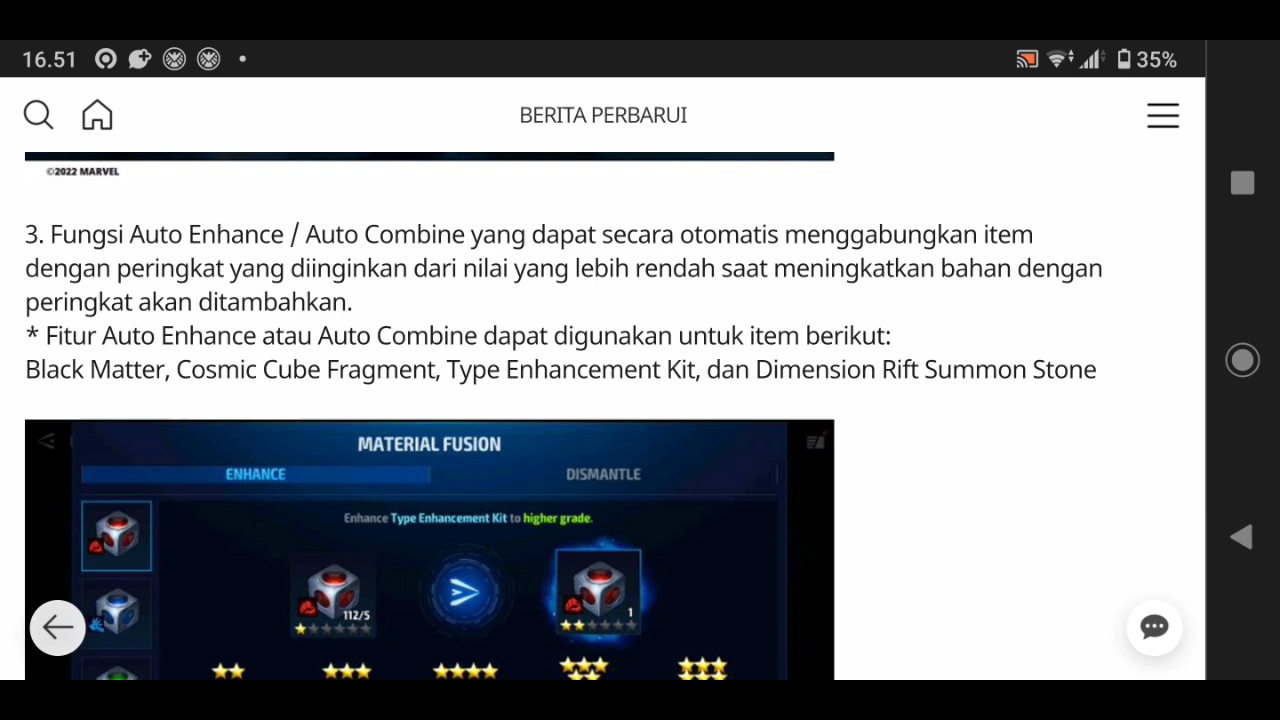 16.51
35%
BERITA PERBARUI
©2022 MARVEL
3. Fungsi Auto Enhance / Auto Combine yang dapat secara otomatis menggabungkan item
dengan peringkat yang diinginkan dari nilai yang lebih rendah saat meningkatkan bahan dengan
peringkat akan ditambahkan.
* Fitur Auto Enhance atau Auto Combine dapat digunakan untuk item berikut:
Black Matter, Cosmic Cube Fragment, Type Enhancement Kit, dan Dimension Rift Summon Stone
MATERIAL FUSION
ENHANCE
DISMANTLE
Enhance Type Enhancement Kit to higher grade.
112/5
1